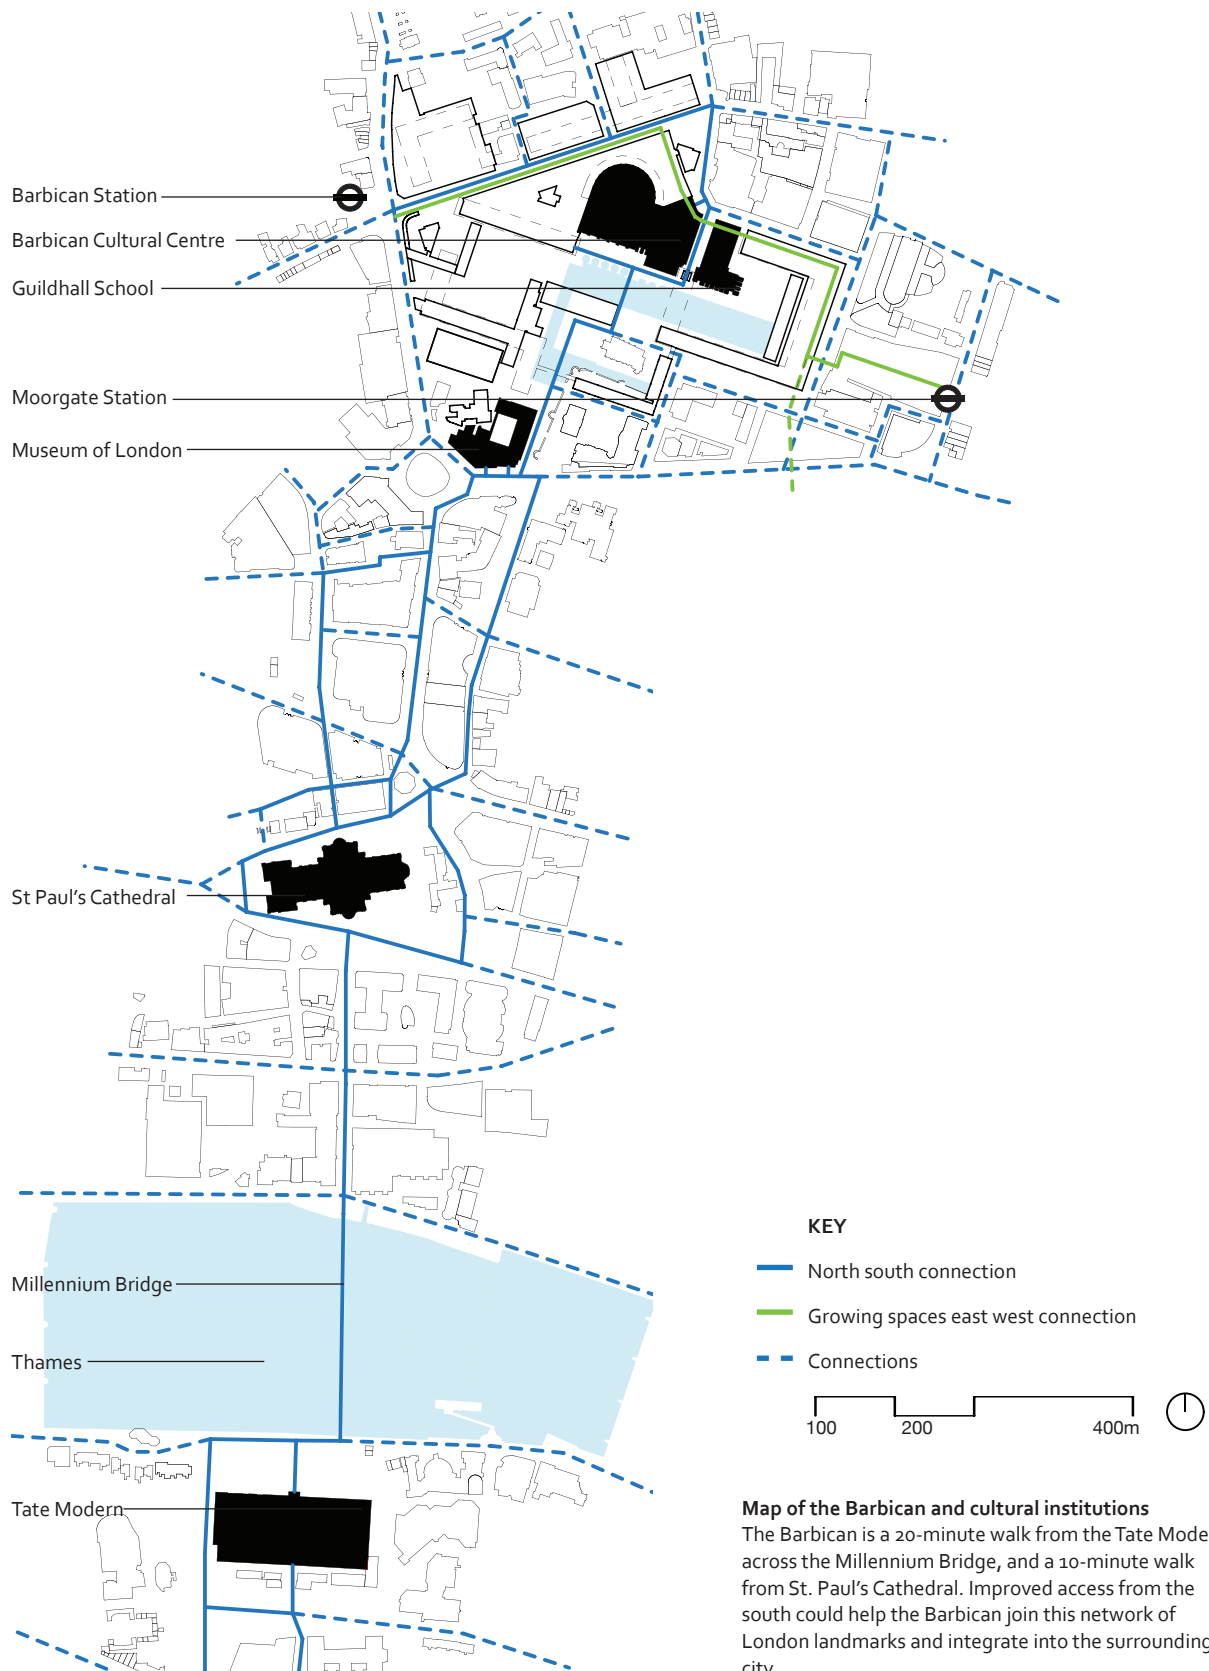 Barbican Station
Barbican Cultural Centre
Guildhall School
Moorgate Station
Museum of London
St Paul's Cathedral
Millennium Bridge
Thames
Tate Modern
KEY
North south connection
Growing spaces east west connection
Connections
100 200 400m
Map of the Barbican and cultural institutions
The Barbican is a 20-minute walk from the Tate Mode
across the Millennium Bridge, and a 10-minute walk
from St. Paul's Cathedral. Improved access from the
south could help the Barbican join this network of
London landmarks and integrate into the surrounding
city